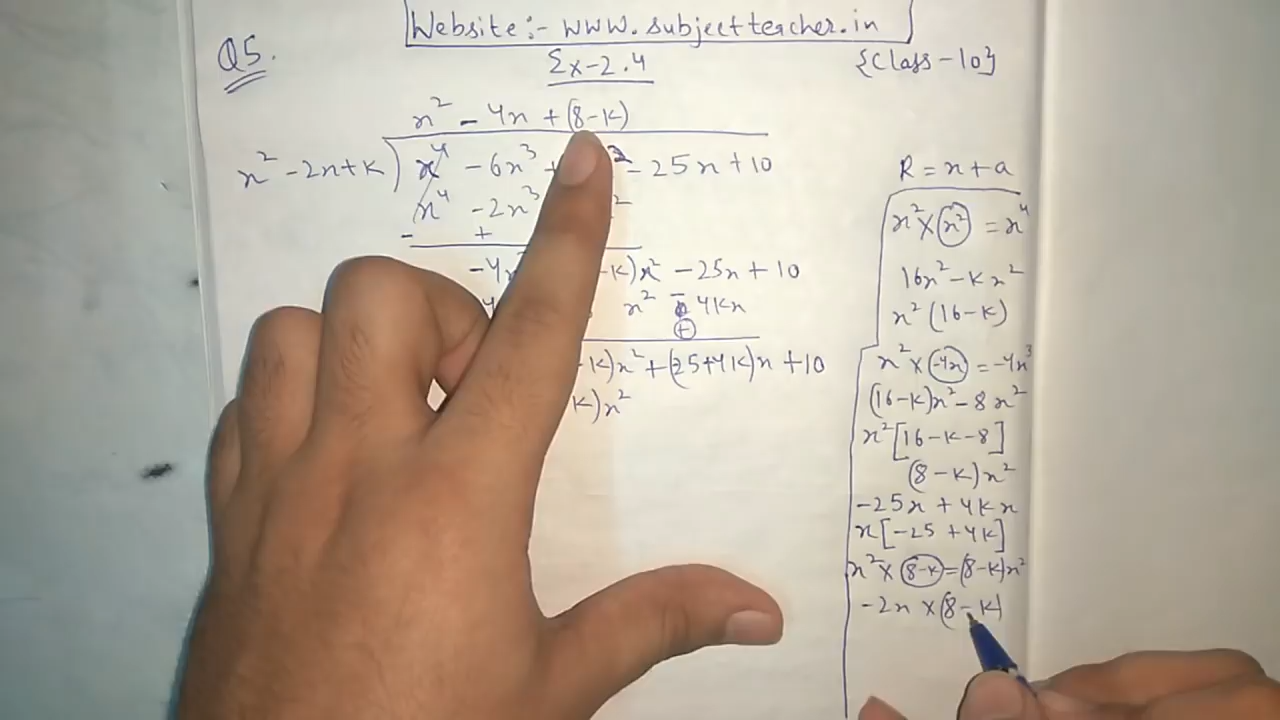 Website:- www.subjectteacher.in
Q5.
Ex-2.4
{Class-10}
x² - 4x + (8-K)
x² - 2x + K ) x⁴ - 6x³ + ² - 25x + 10
x⁴ - 2x³ ²
- +
-4x -K)x² - 25x + 10
x² - 4Kx
+
-K)x² + (25+4K)x + 10
K)x²
R = x + a
x² × x² = x⁴
16x² - Kx²
x² (16-K)
x² × -4x = -4x³
(16-K)x² - 8x²
x² [16-K-8]
(8-K)x²
-25x + 4Kx
x[-25 + 4K]
x² × 8-K = (8-K)x²
-2x × (8-K)